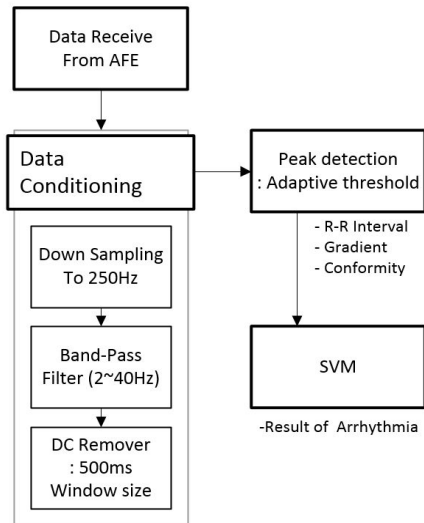 Data Receive
From AFE
Data
Conditioning
Down Sampling
To 250Hz
Band-Pass
Filter (2~40Hz)
DC Remover
: 500ms
Window size
Peak detection
: Adaptive threshold
- R-R Interval
- Gradient
- Conformity
SVM
-Result of Arrhythmia